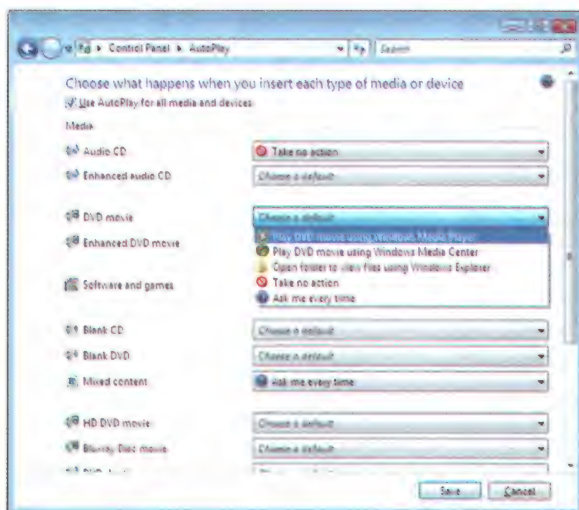 Control Panel ▸ AutoPlay
Search
Choose what happens when you insert each type of media or device
Use AutoPlay for all media and devices
Media
Audio CD
Take no action
Enhanced audio CD
Choose a default
DVD movie
Choose a default
Play DVD movie using Windows Media Player
Enhanced DVD movie
Play DVD movie using Windows Media Center
Open folder to view files using Windows Explorer
Software and games
Take no action
Ask me every time
Blank CD
Choose a default
Blank DVD
Choose a default
Mixed content
Ask me every time
HD DVD movie
Choose a default
Blu-ray Disc movie
Choose a default
Save
Cancel